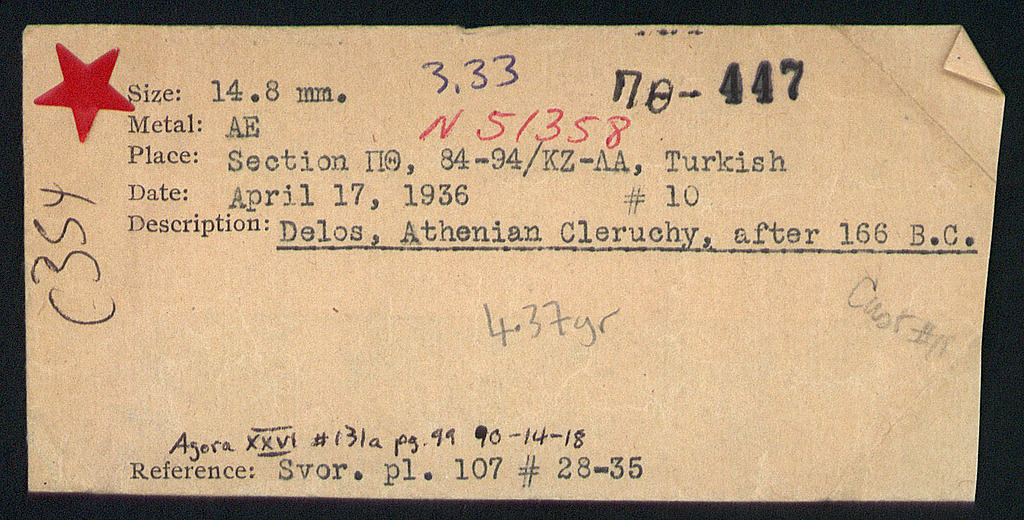 3.33
ΠΘ- 447
Size: 14.8 mm.
Metal: AE
N 51358
Place: Section ΠΘ, 84-94/ΚΖ-ΛΑ, Turkish
Date: April 17, 1936 # 10
Description: Delos, Athenian Cleruchy, after 166 B.C.
4.37gr
Agora XXVI #131a pg. 99 90-14-18
Reference: Svor. pl. 107 # 28-35